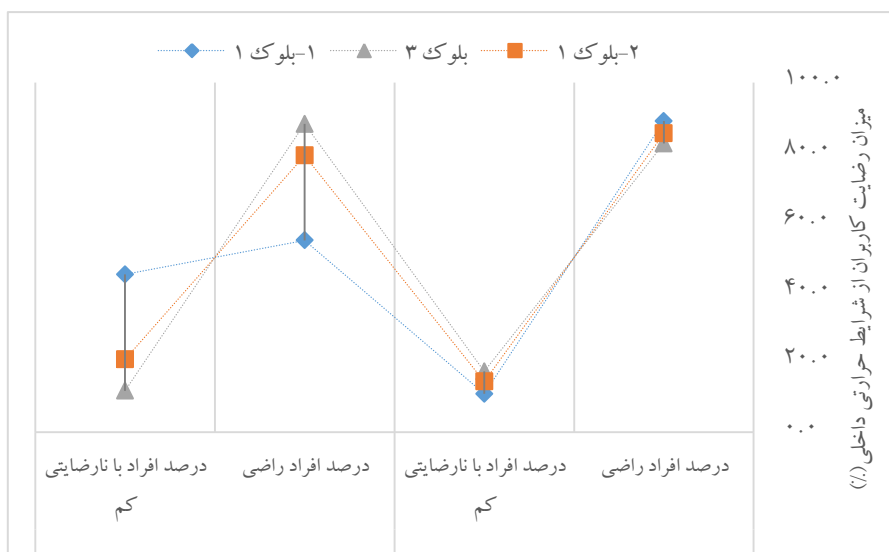 ۱-بلوک ۱
بلوک ۳
۲-بلوک ۱
۱۰۰.۰
۸۰.۰
۶۰.۰
۴۰.۰
۲۰.۰
۰.۰
میزان رضایت کاربران از شرایط حرارتی داخلی(%)
درصد افراد راضی
درصد افراد با نارضایتی
کم
درصد افراد راضی
درصد افراد با نارضایتی
کم